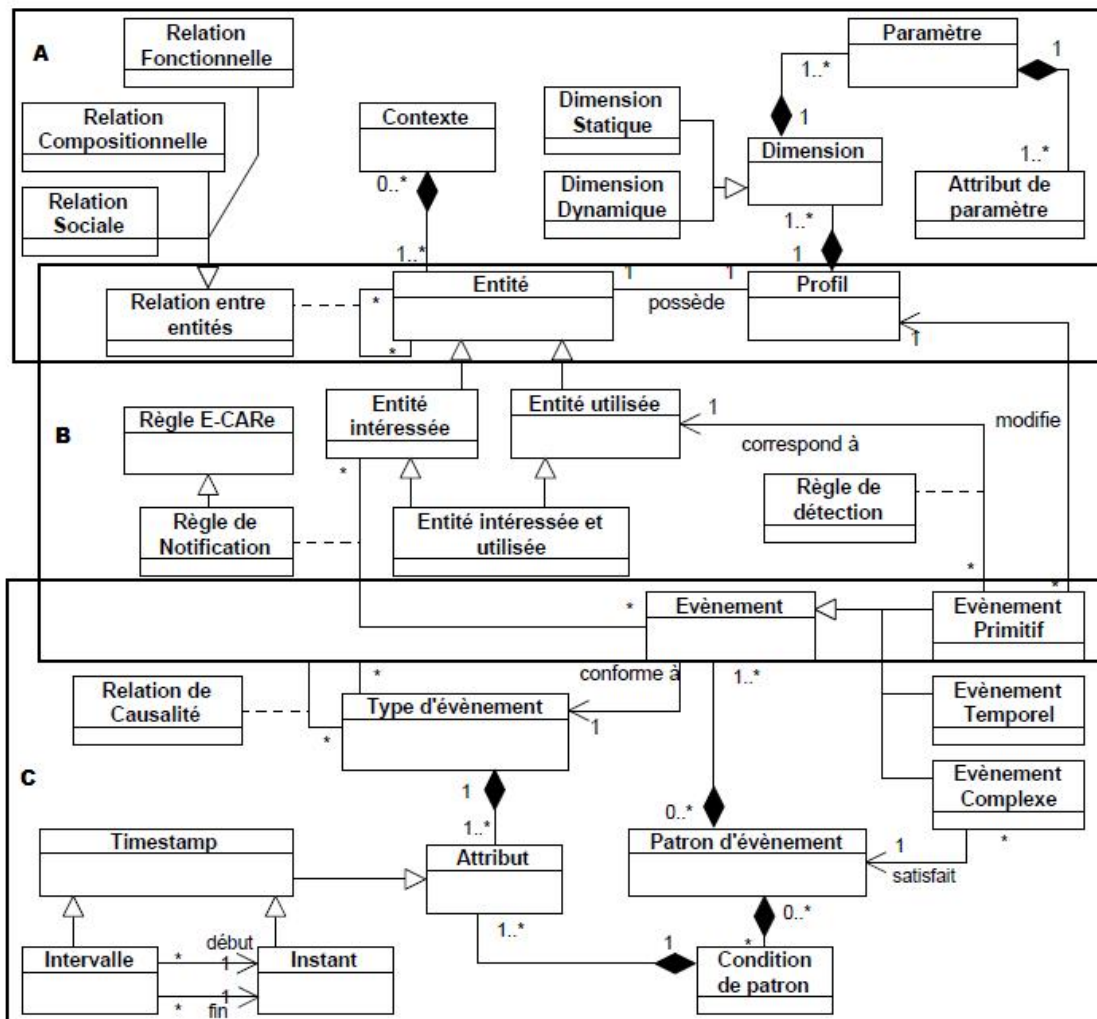 A
Relation
Fonctionnelle
Paramètre
1
1..*
Relation
Compositionnelle
Contexte
Dimension
Statique
1
Dimension
0..*
1..*
Relation
Sociale
Dimension
Dynamique
Attribut de
paramètre
1..*
1..*
1
Relation entre
entités
*
*
Entité
1
1
possède
Profil
1
B
Règle E-CARe
Entité
intéressée
Entité utilisée
1
correspond à
modifie
*
Règle de
Notification
Entité intéressée et
utilisée
Règle de
détection
*
*
*
Evènement
Evènement
Primitif
Relation de
Causalité
*
*
Type d'évènement
conforme à
1
1..*
Evènement
Temporel
C
1
1..*
0..*
Evènement
Complexe
*
Timestamp
Attribut
Patron d'évènement
1
satisfait
1..*
0..*
*
1
Intervalle
*
début
1
Instant
*
1
fin
Condition
de patron